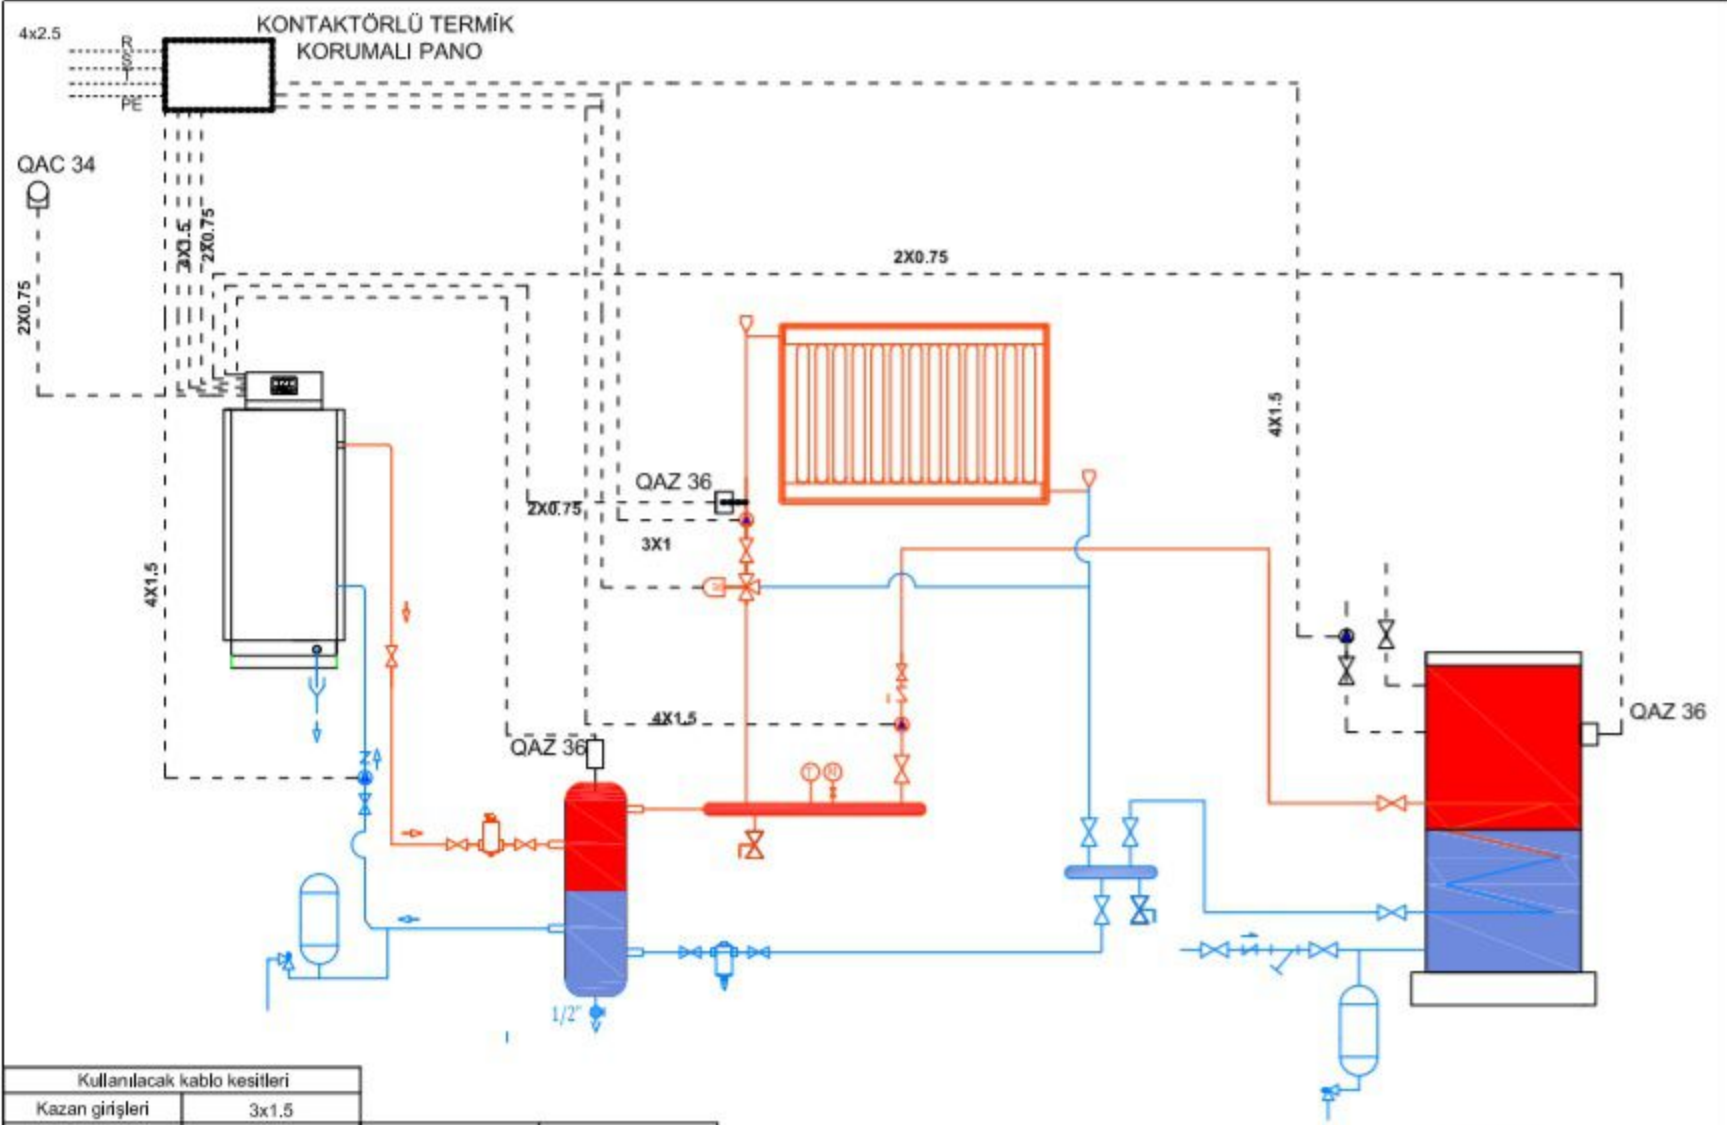 4x2.5
KONTAKTÖRLÜ TERMİK
KORUMALI PANO
R
S
T
PE
QAC 34
2X0.75
4X1.5
2X0.75
2X0.75
4X1.5
QAZ 36
2X0.75
3X1
4X1.5
4X1.5
QAZ 36
QAZ 36
T
1/2"
Kullanılacak kablo kesitleri
Kazan girişleri 3x1.5